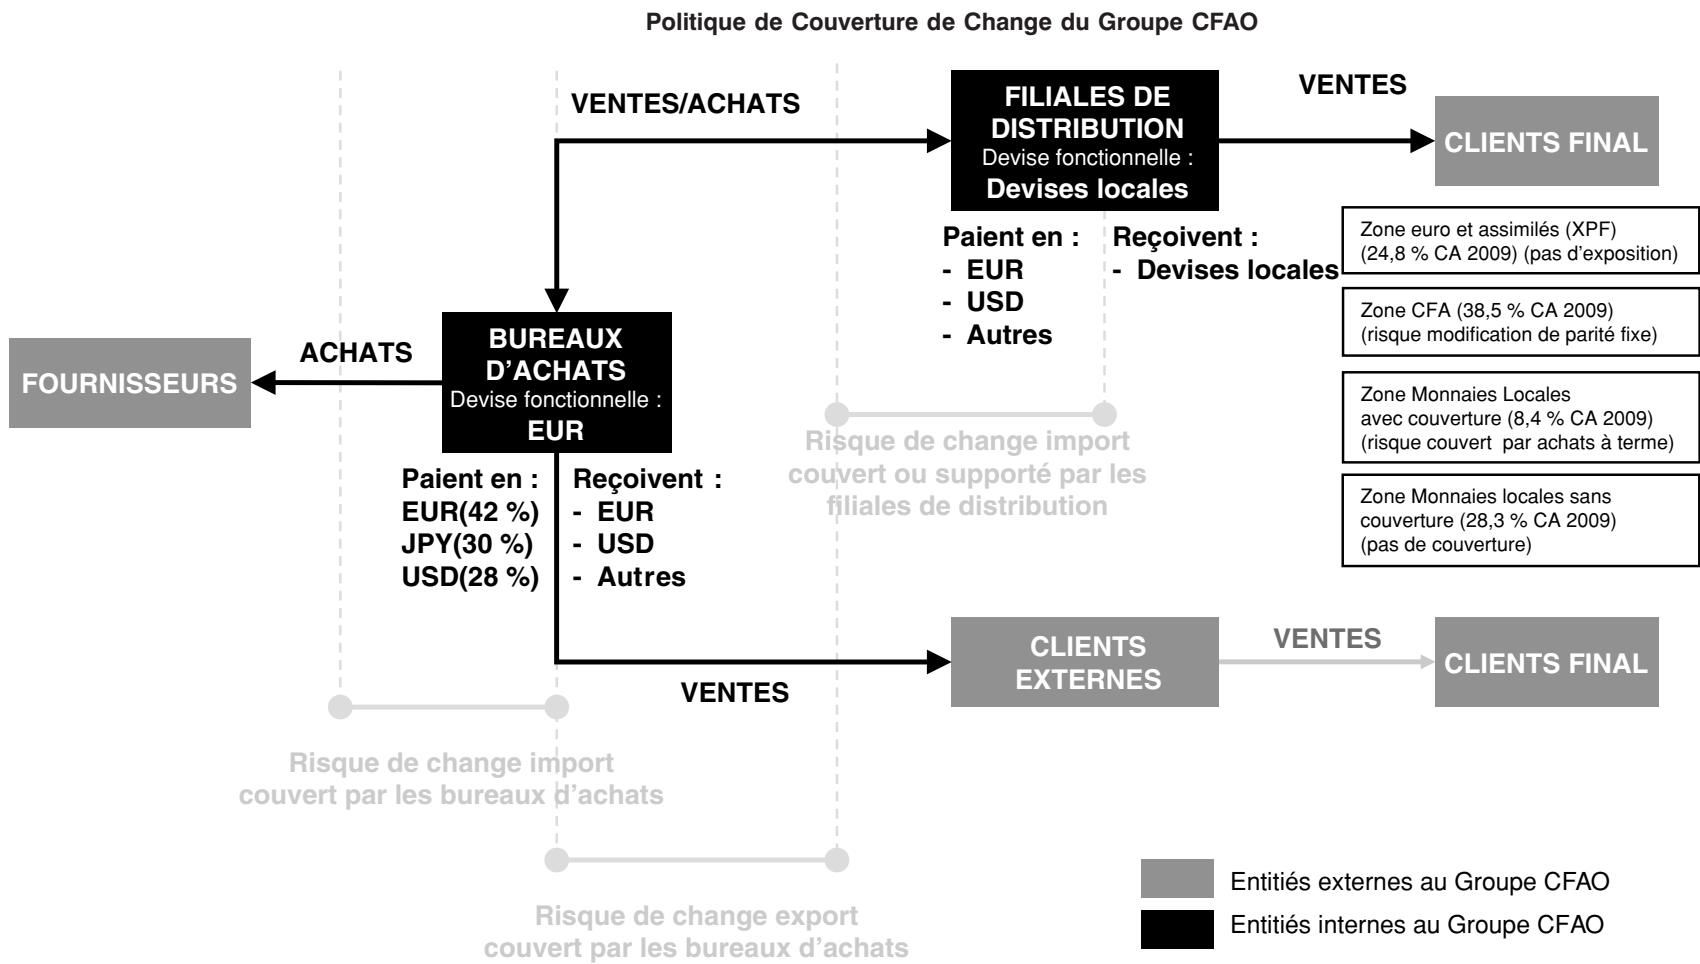 Politique de Couverture de Change du Groupe CFAO
VENTES/ACHATS
FILIALES DE
DISTRIBUTION
Devise fonctionnelle :
Devises locales
VENTES
CLIENTS FINAL
Paient en :
- EUR
- USD
- Autres
Reçoivent :
- Devises locales
Zone euro et assimilés (XPF)
(24,8 % CA 2009) (pas d'exposition)
Zone CFA (38,5 % CA 2009)
(risque modification de parité fixe)
Zone Monnaies Locales
avec couverture (8,4 % CA 2009)
(risque couvert par achats à terme)
Zone Monnaies locales sans
couverture (28,3 % CA 2009)
(pas de couverture)
FOURNISSEURS
ACHATS
BUREAUX
D'ACHATS
Devise fonctionnelle :
EUR
Paient en :
EUR(42 %)
JPY(30 %)
USD(28 %)
Reçoivent :
- EUR
- USD
- Autres
Risque de change import
couvert ou supporté par les
filiales de distribution
VENTES
CLIENTS
EXTERNES
VENTES
CLIENTS FINAL
Risque de change import
couvert par les bureaux d'achats
Risque de change export
couvert par les bureaux d'achats
Entitiés externes au Groupe CFAO
Entitiés internes au Groupe CFAO